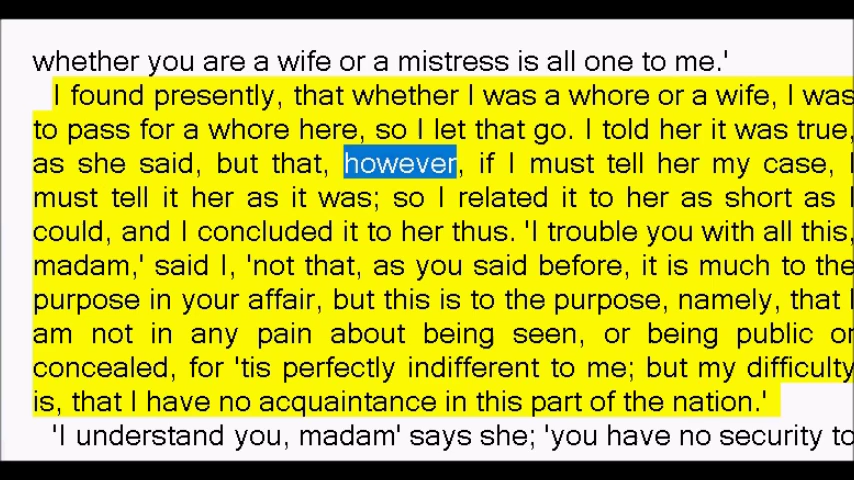 whether you are a wife or a mistress is all one to me.'
I found presently, that whether I was a whore or a wife, I was
to pass for a whore here, so I let that go. I told her it was true,
as she said, but that, however, if I must tell her my case, I
must tell it her as it was; so I related it to her as short as I
could, and I concluded it to her thus. 'I trouble you with all this,
madam,' said I, 'not that, as you said before, it is much to the
purpose in your affair, but this is to the purpose, namely, that I
am not in any pain about being seen, or being public or
concealed, for 'tis perfectly indifferent to me; but my difficulty
is, that I have no acquaintance in this part of the nation.'
'I understand you, madam' says she; 'you have no security to